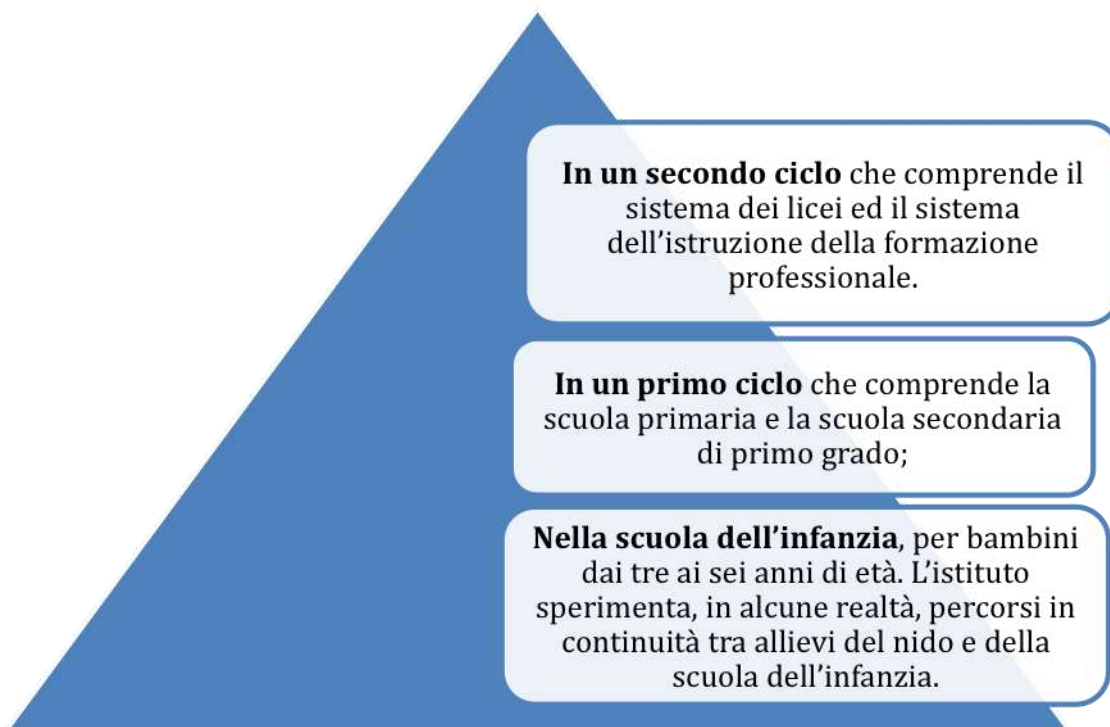 In un secondo ciclo che comprende il
sistema dei licei ed il sistema
dell’istruzione della formazione
professionale.
In un primo ciclo che comprende la
scuola primaria e la scuola secondaria
di primo grado;
Nella scuola dell’infanzia, per bambini
dai tre ai sei anni di età. L’istituto
sperimenta, in alcune realtà, percorsi in
continuità tra allievi del nido e della
scuola dell’infanzia.